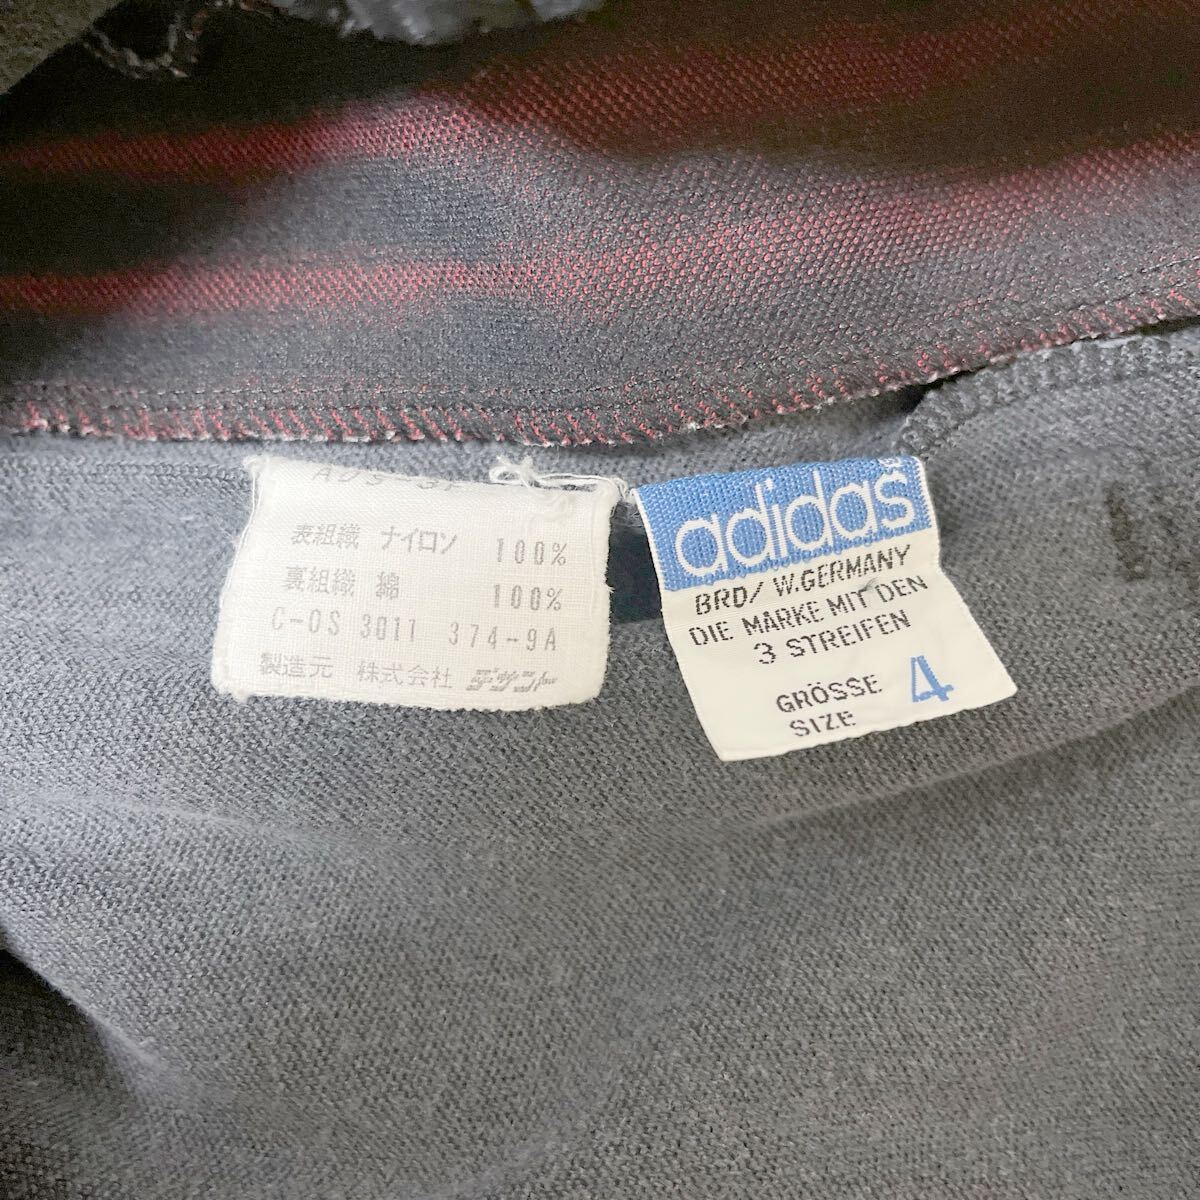 表組織 ナイロン 100%
裏組織 綿 100%
C-OS 3011 374-9A
製造元 株式会社 デサント
adidas
BRD/ W.GERMANY
DIE MARKE MIT DEN
3 STREIFEN
GRÖSSE
SIZE 4